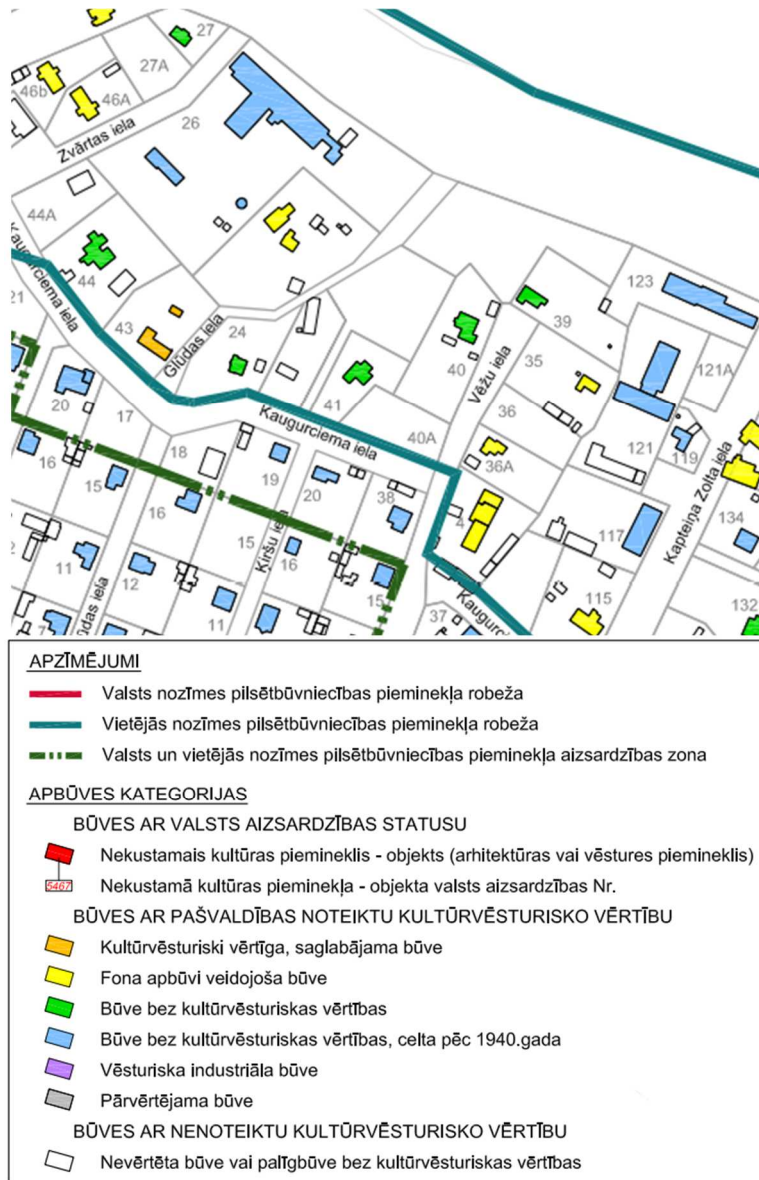 27
27A
46b
46A
26
Zvārtas iela
44A
Kaugurciema iela
44
43
21
Glūdas iela
24
123
39
40
35
121A
Vēžu iela
41
36
20
17
40A
121
119
Kaugurciema iela
36A
Kapteiņa Zolta iela
18
16
19
20
38
4
134
15
16
117
15
Ķiršu iela
16
11
12
15
115
11
37
132
APZĪMĒJUMI
Valsts nozīmes pilsētbūvniecības pieminekļa robeža
Vietējās nozīmes pilsētbūvniecības pieminekļa robeža
Valsts un vietējās nozīmes pilsētbūvniecības pieminekļa aizsardzības zona
APBŪVES KATEGORIJAS
BŪVES AR VALSTS AIZSARDZĪBAS STATUSU
Nekustamais kultūras piemineklis - objekts (arhitektūras vai vēstures piemineklis)
5467 Nekustamā kultūras pieminekļa - objekta valsts aizsardzības Nr.
BŪVES AR PAŠVALDĪBAS NOTEIKTU KULTŪRVĒSTURISKO VĒRTĪBU
Kultūrvēsturiski vērtīga, saglabājama būve
Fona apbūvi veidojoša būve
Būve bez kultūrvēsturiskas vērtības
Būve bez kultūrvēsturiskas vērtības, celta pēc 1940.gada
Vēsturiska industriāla būve
Pārvērtējama būve
BŪVES AR NENOTEIKTU KULTŪRVĒSTURISKO VĒRTĪBU
Nevērtēta būve vai palīgbūve bez kultūrvēsturiskas vērtības